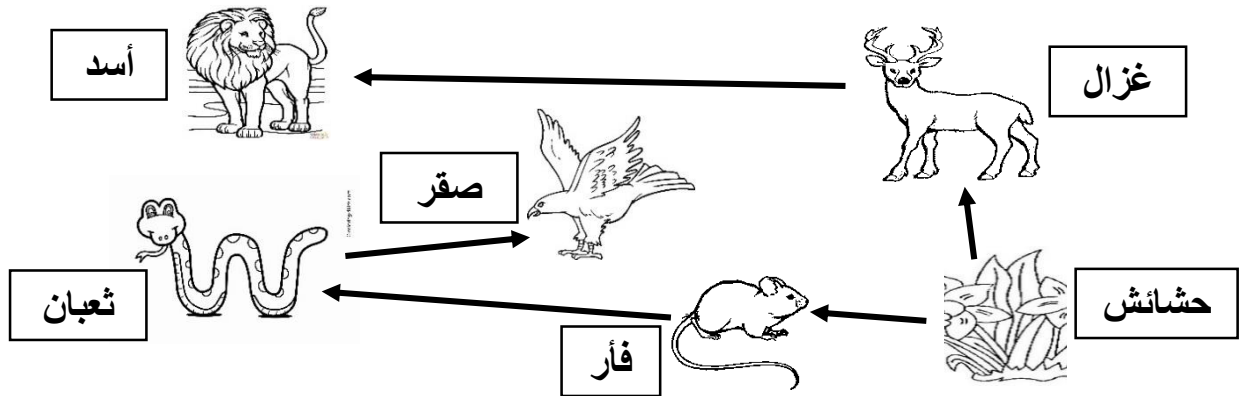 أسد
غزال
صقر
حشائش
ثعبان
فأر